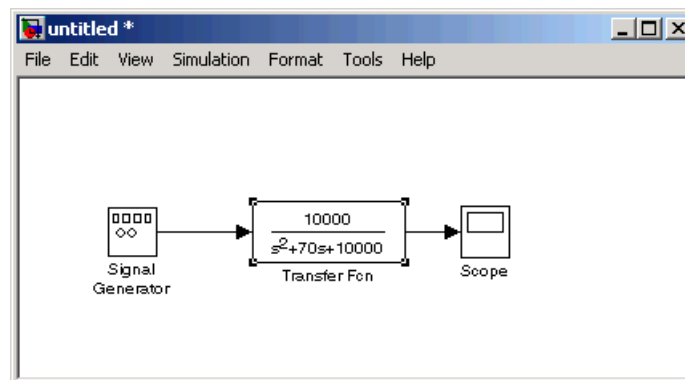 untitled *
File Edit View Simulation Format Tools Help
10000
s²+70s+10000
Signal
Generator
Transfer Fcn
Scope